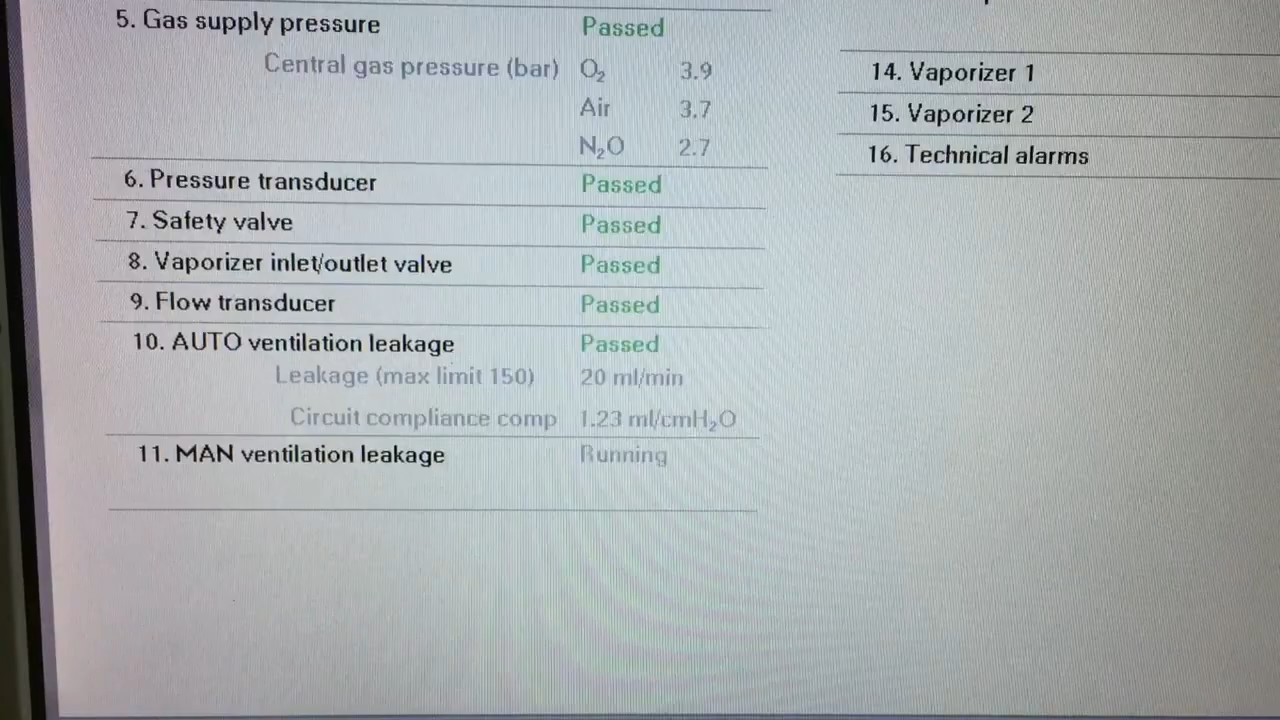 5. Gas supply pressure Passed
Central gas pressure (bar) O₂ 3.9
Air 3.7
N₂O 2.7
6. Pressure transducer Passed
7. Safety valve Passed
8. Vaporizer inlet/outlet valve Passed
9. Flow transducer Passed
10. AUTO ventilation leakage Passed
Leakage (max limit 150) 20 ml/min
Circuit compliance comp 1.23 ml/cmH₂O
11. MAN ventilation leakage Running
14. Vaporizer 1
15. Vaporizer 2
16. Technical alarms